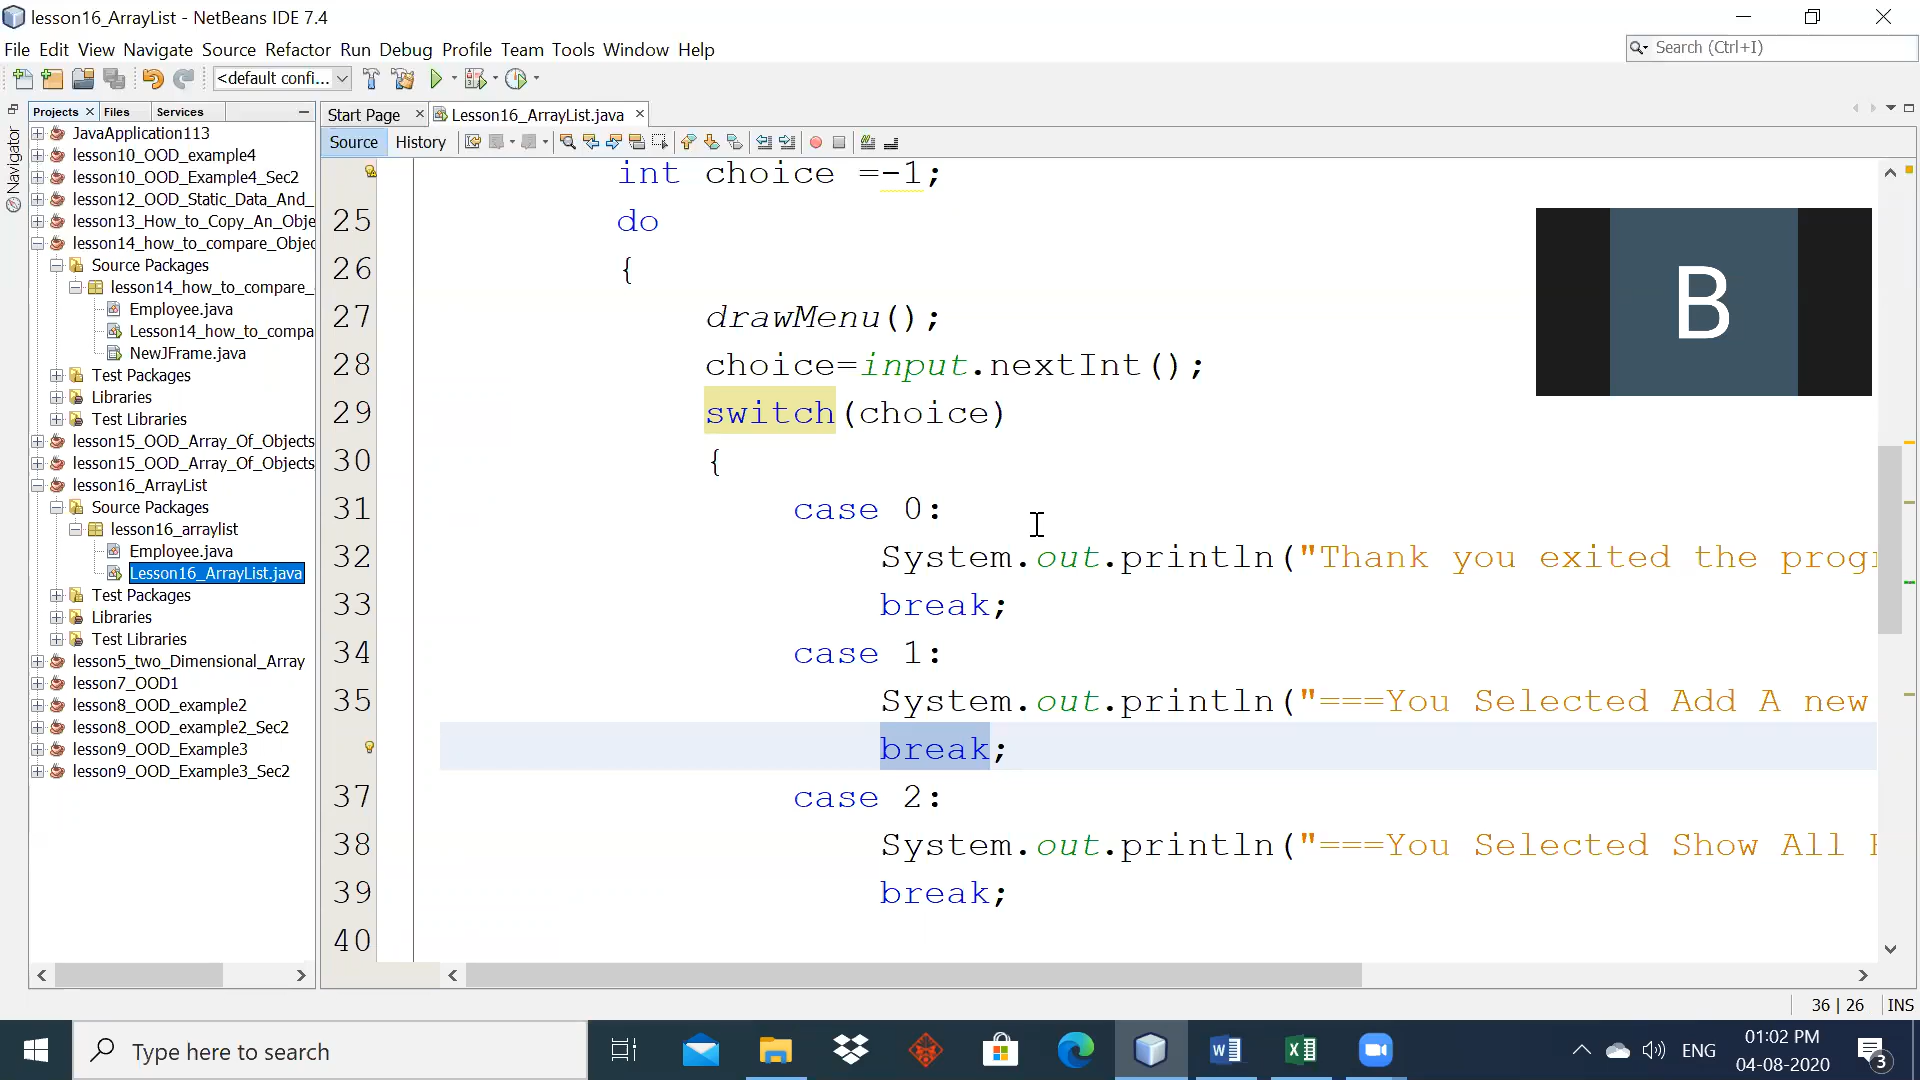 lesson16_ArrayList - NetBeans IDE 7.4
File Edit View Navigate Source Refactor Run Debug Profile Team Tools Window Help
Search (Ctrl+I)
<default confi...
Projects Files Services
Start Page Lesson16_ArrayList.java
Source History
Navigator
JavaApplication113
lesson10_OOD_example4
lesson10_OOD_Example4_Sec2
lesson12_OOD_Static_Data_And_
lesson13_How_to_Copy_An_Obje
lesson14_how_to_compare_Objec
Source Packages
lesson14_how_to_compare_
Employee.java
Lesson14_how_to_compa
NewJFrame.java
Test Packages
Libraries
Test Libraries
lesson15_OOD_Array_Of_Objects
lesson15_OOD_Array_Of_Objects
lesson16_ArrayList
Source Packages
lesson16_arraylist
Employee.java
Lesson16_ArrayList.java
Test Packages
Libraries
Test Libraries
lesson5_two_Dimensional_Array
lesson7_OOD1
lesson8_OOD_example2
lesson8_OOD_example2_Sec2
lesson9_OOD_Example3
lesson9_OOD_Example3_Sec2
int choice =-1;
25 do
26 {
27 drawMenu();
28 choice=input.nextInt();
29 switch(choice)
30 {
31 case 0:
32 System.out.println("Thank you exited the progr
33 break;
34 case 1:
35 System.out.println("===You Selected Add A new
break;
37 case 2:
38 System.out.println("===You Selected Show All
39 break;
40
B
36 | 26 INS
Type here to search
ENG
01:02 PM
04-08-2020
3